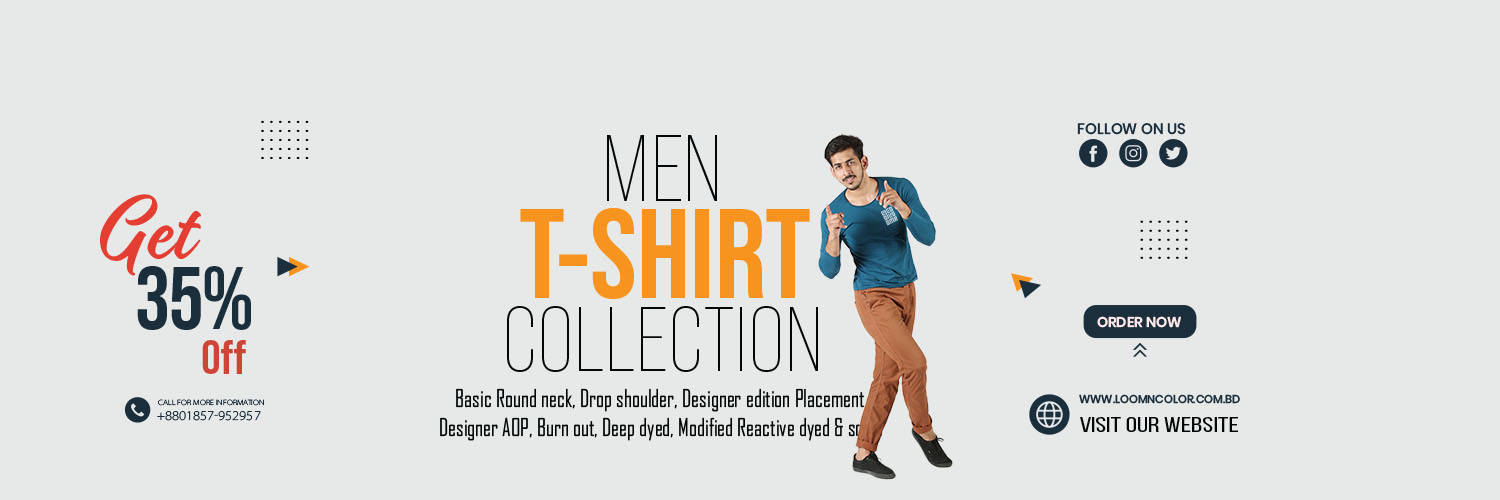 Get
35%
Off
CALL FOR MORE INFORMATION
+8801857-952957
MEN
T-SHIRT
COLLECTION
Basic Round neck, Drop shoulder, Designer edition Placement
Designer AOP, Burn out, Deep dyed, Modified Reactive dyed &
FOLLOW ON US
ORDER NOW
WWW.LOOMNCOLOR.COM.BD
VISIT OUR WEBSITE